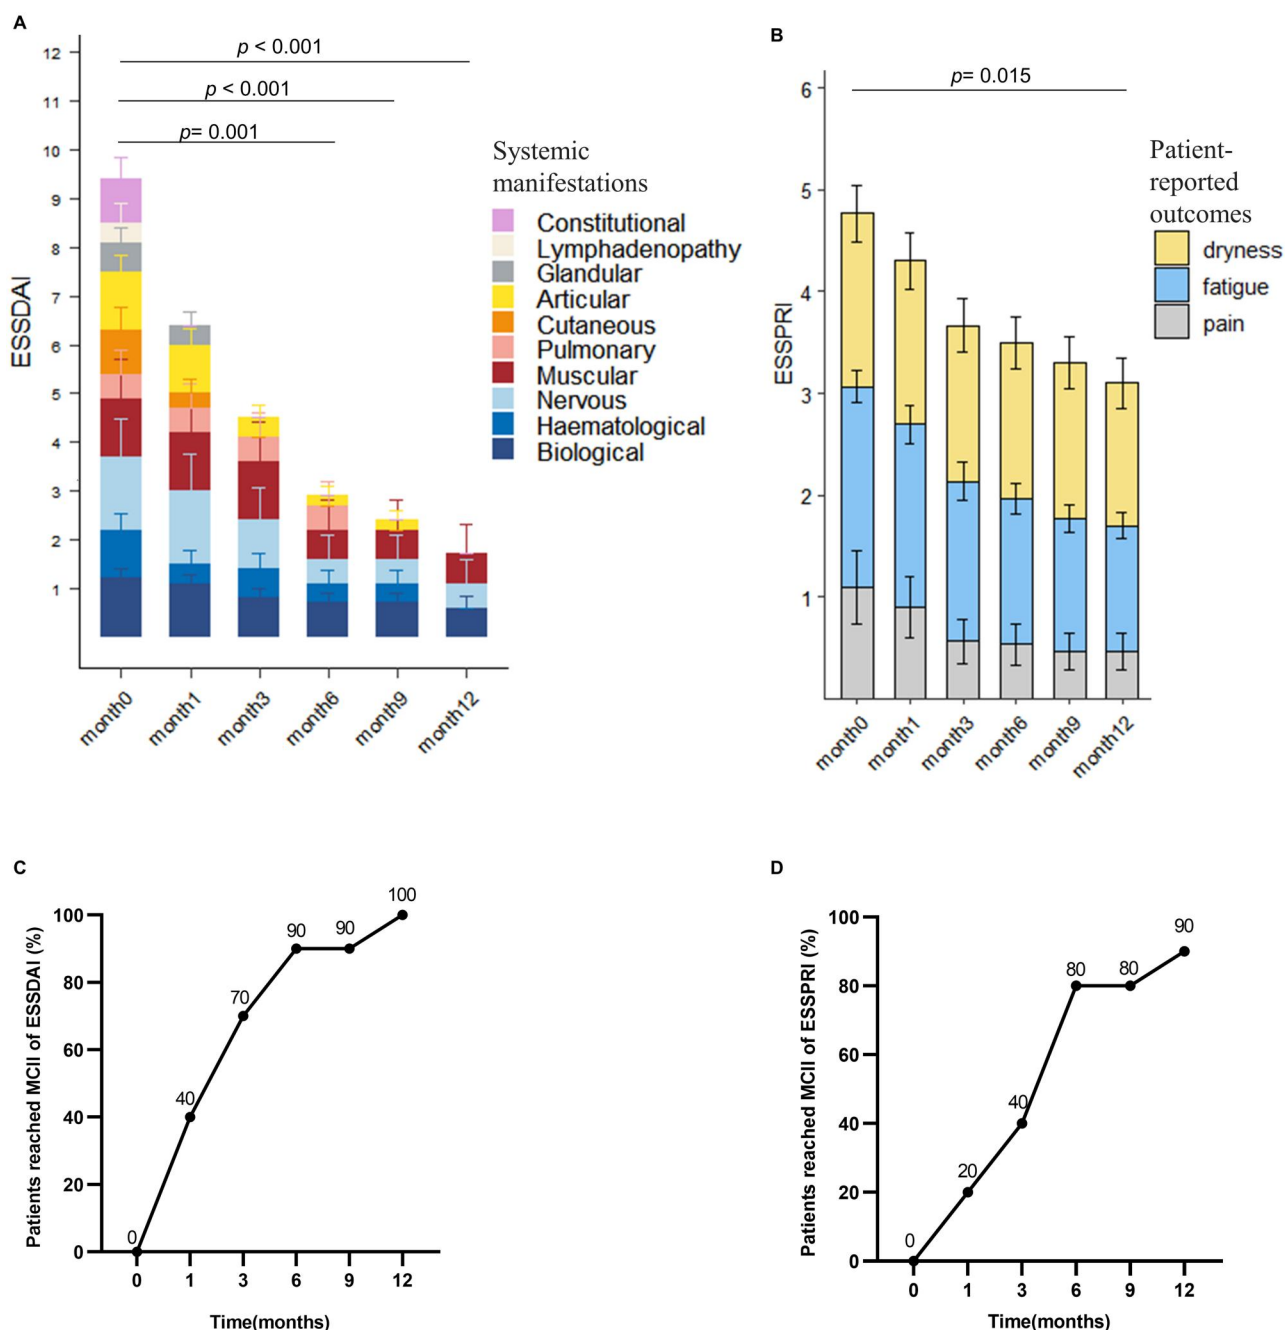 A
ESSDAI
12
11
10
9
8
7
6
5
4
3
2
1
p < 0.001
p < 0.001
p= 0.001
month0
month1
month3
month6
month9
month12
Systemic
manifestations
Constitutional
Lymphadenopathy
Glandular
Articular
Cutaneous
Pulmonary
Muscular
Nervous
Haematological
Biological
B
ESSPRI
6
5
4
3
2
1
p= 0.015
month0
month1
month3
month6
month9
month12
Patient-
reported
outcomes
dryness
fatigue
pain
C
Patients reached MCII of ESSDAI (%)
100
80
60
40
20
0
0
40
70
90
90
100
0
1
3
6
9
12
Time(months)
D
Patients reached MCII of ESSPRI (%)
100
80
60
40
20
0
0
20
40
80
80
90
0
1
3
6
9
12
Time(months)